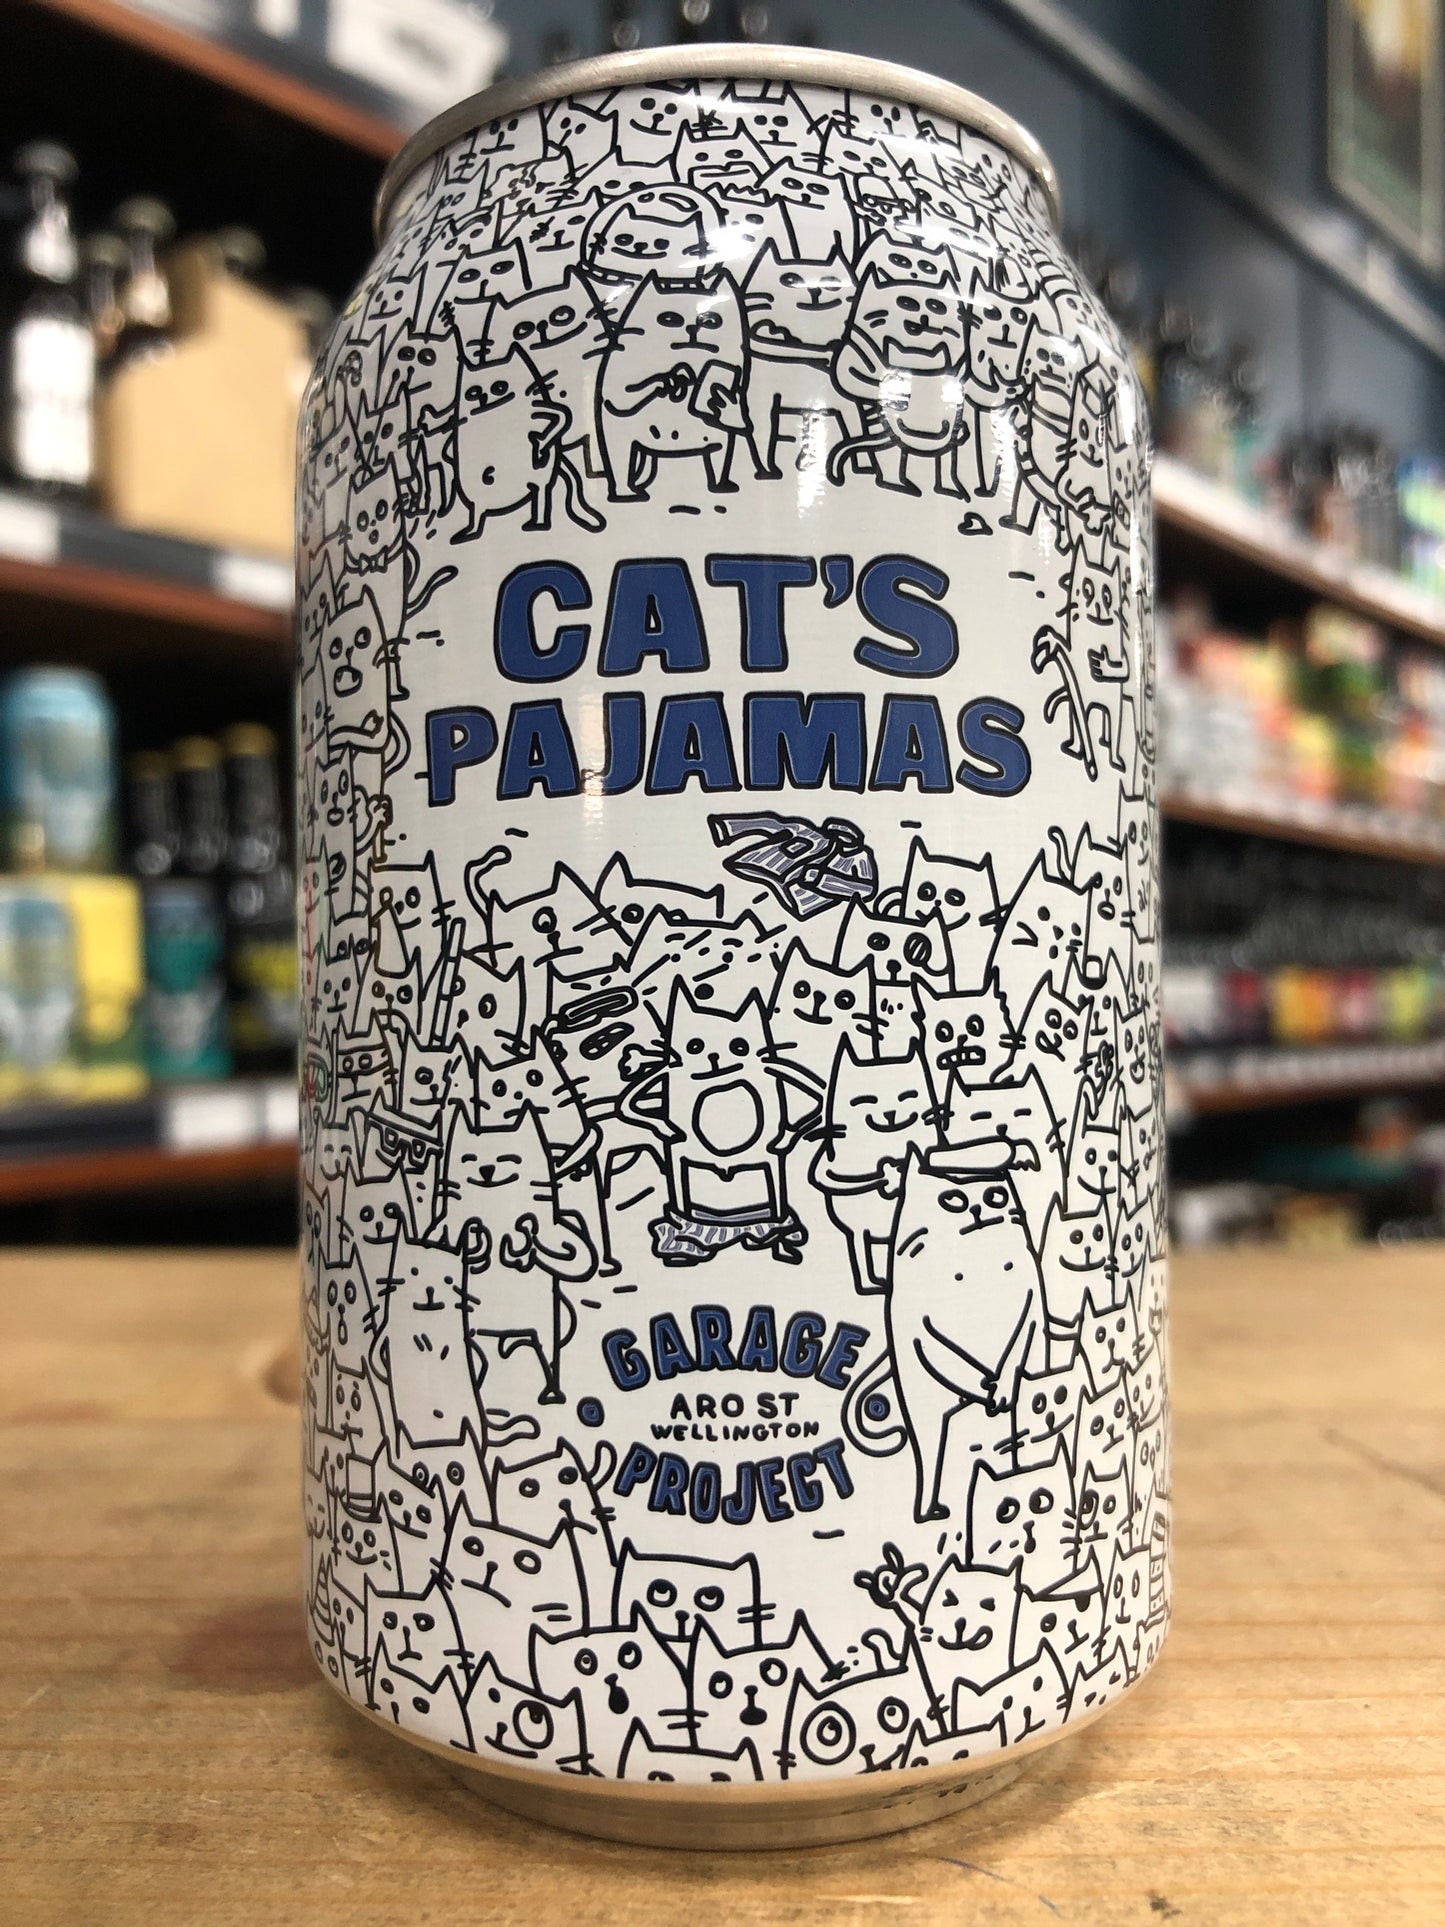 CAT'S
PAJAMAS
GARAGE
ARO ST
WELLINGTON
PROJECT